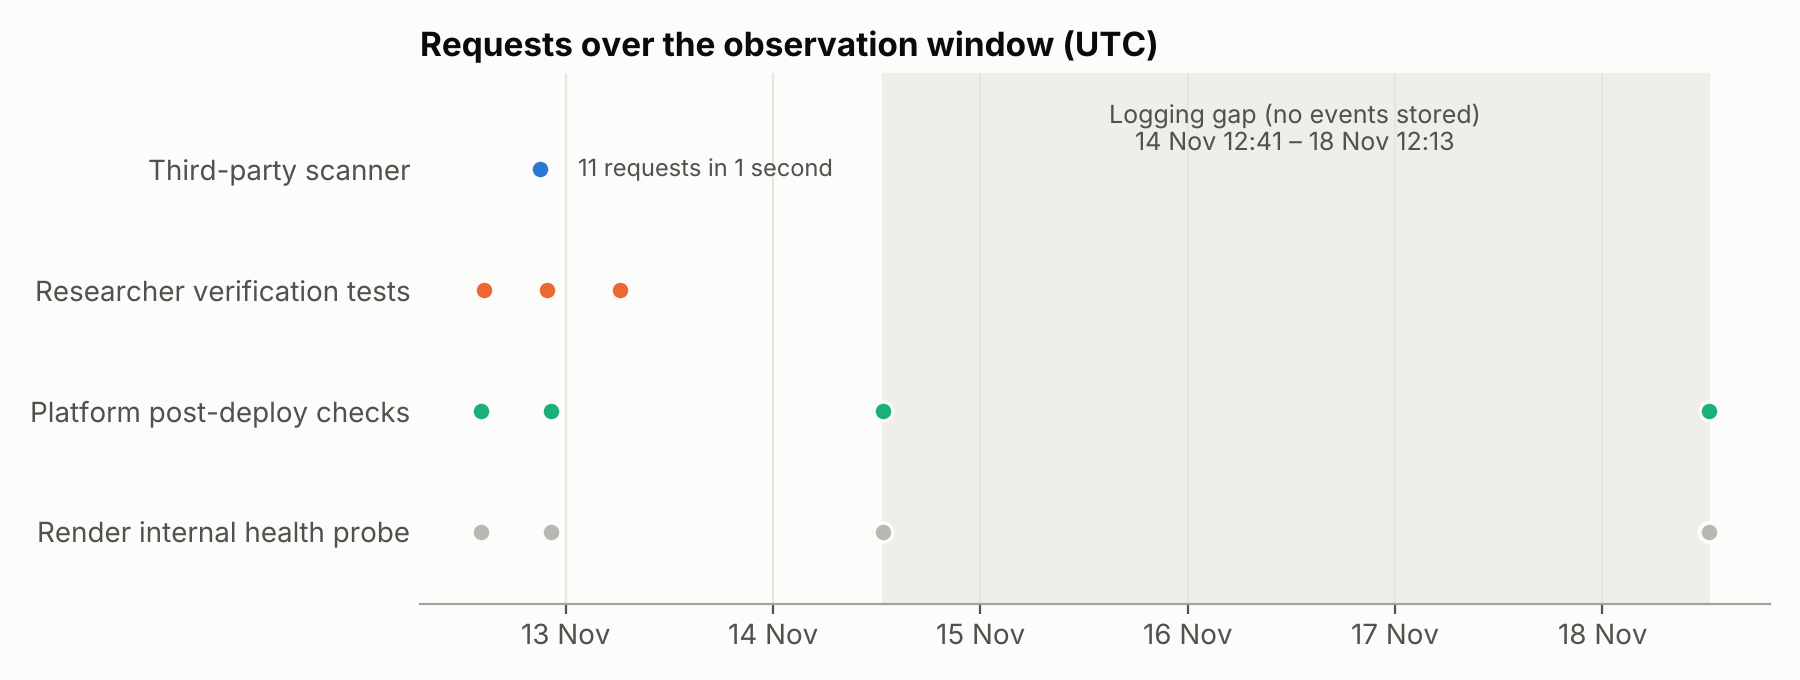 Requests over the observation window (UTC)
Logging gap (no events stored)
14 Nov 12:41 – 18 Nov 12:13
Third-party scanner
11 requests in 1 second
Researcher verification tests
Platform post-deploy checks
Render internal health probe
13 Nov
14 Nov
15 Nov
16 Nov
17 Nov
18 Nov